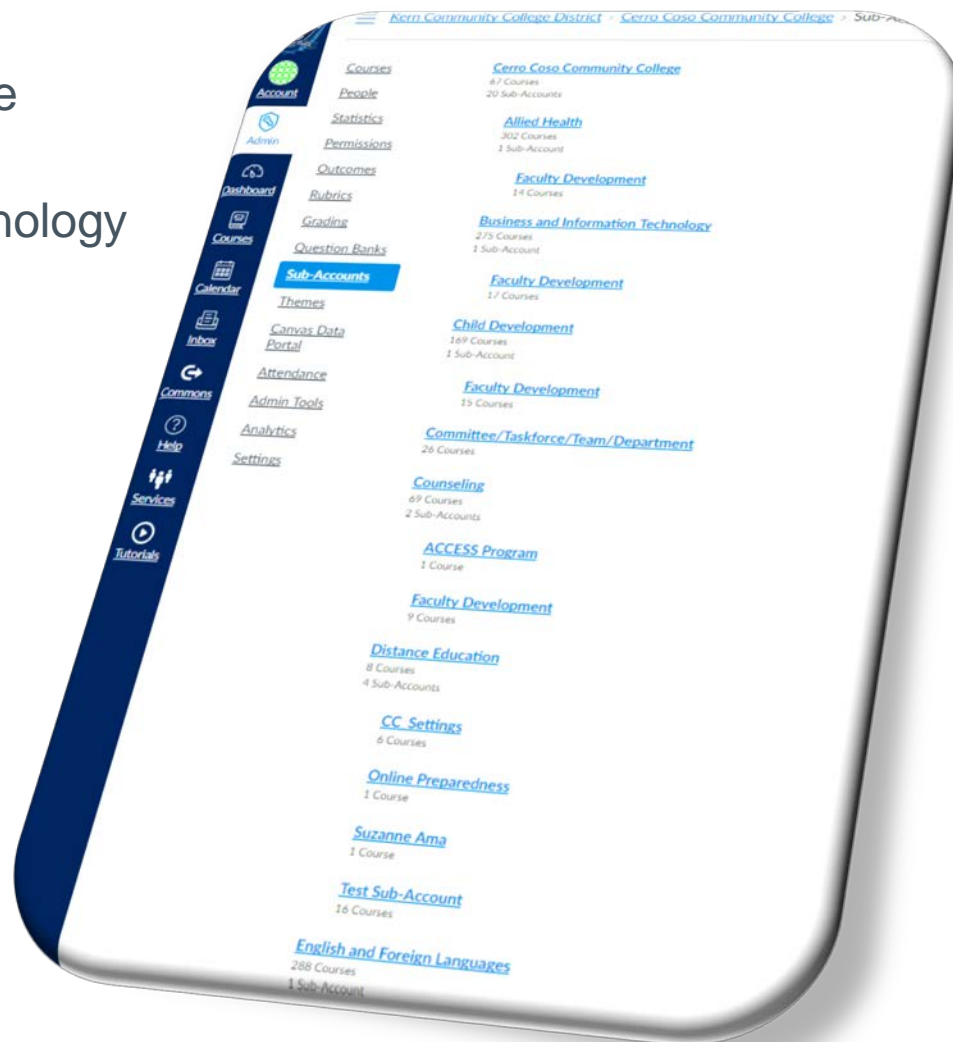 e
nology
Kern Community College District > Cerro Coso Community College > Sub-Ac
Account
Admin
Dashboard
Courses
Calendar
Inbox
Commons
Help
Services
Tutorials
Courses
People
Statistics
Permissions
Outcomes
Rubrics
Grading
Question Banks
Sub-Accounts
Themes
Canvas Data
Portal
Attendance
Admin Tools
Analytics
Settings
Cerro Coso Community College
67 Courses
20 Sub-Accounts
Allied Health
302 Courses
1 Sub-Account
Faculty Development
14 Courses
Business and Information Technology
275 Courses
1 Sub-Account
Faculty Development
17 Courses
Child Development
169 Courses
1 Sub-Account
Faculty Development
15 Courses
Committee/Taskforce/Team/Department
26 Courses
Counseling
69 Courses
2 Sub-Accounts
ACCESS Program
1 Course
Faculty Development
9 Courses
Distance Education
8 Courses
4 Sub-Accounts
CC_Settings
6 Courses
Online Preparedness
1 Course
Suzanne Ama
1 Course
Test Sub-Account
16 Courses
English and Foreign Languages
288 Courses
1 Sub-Account